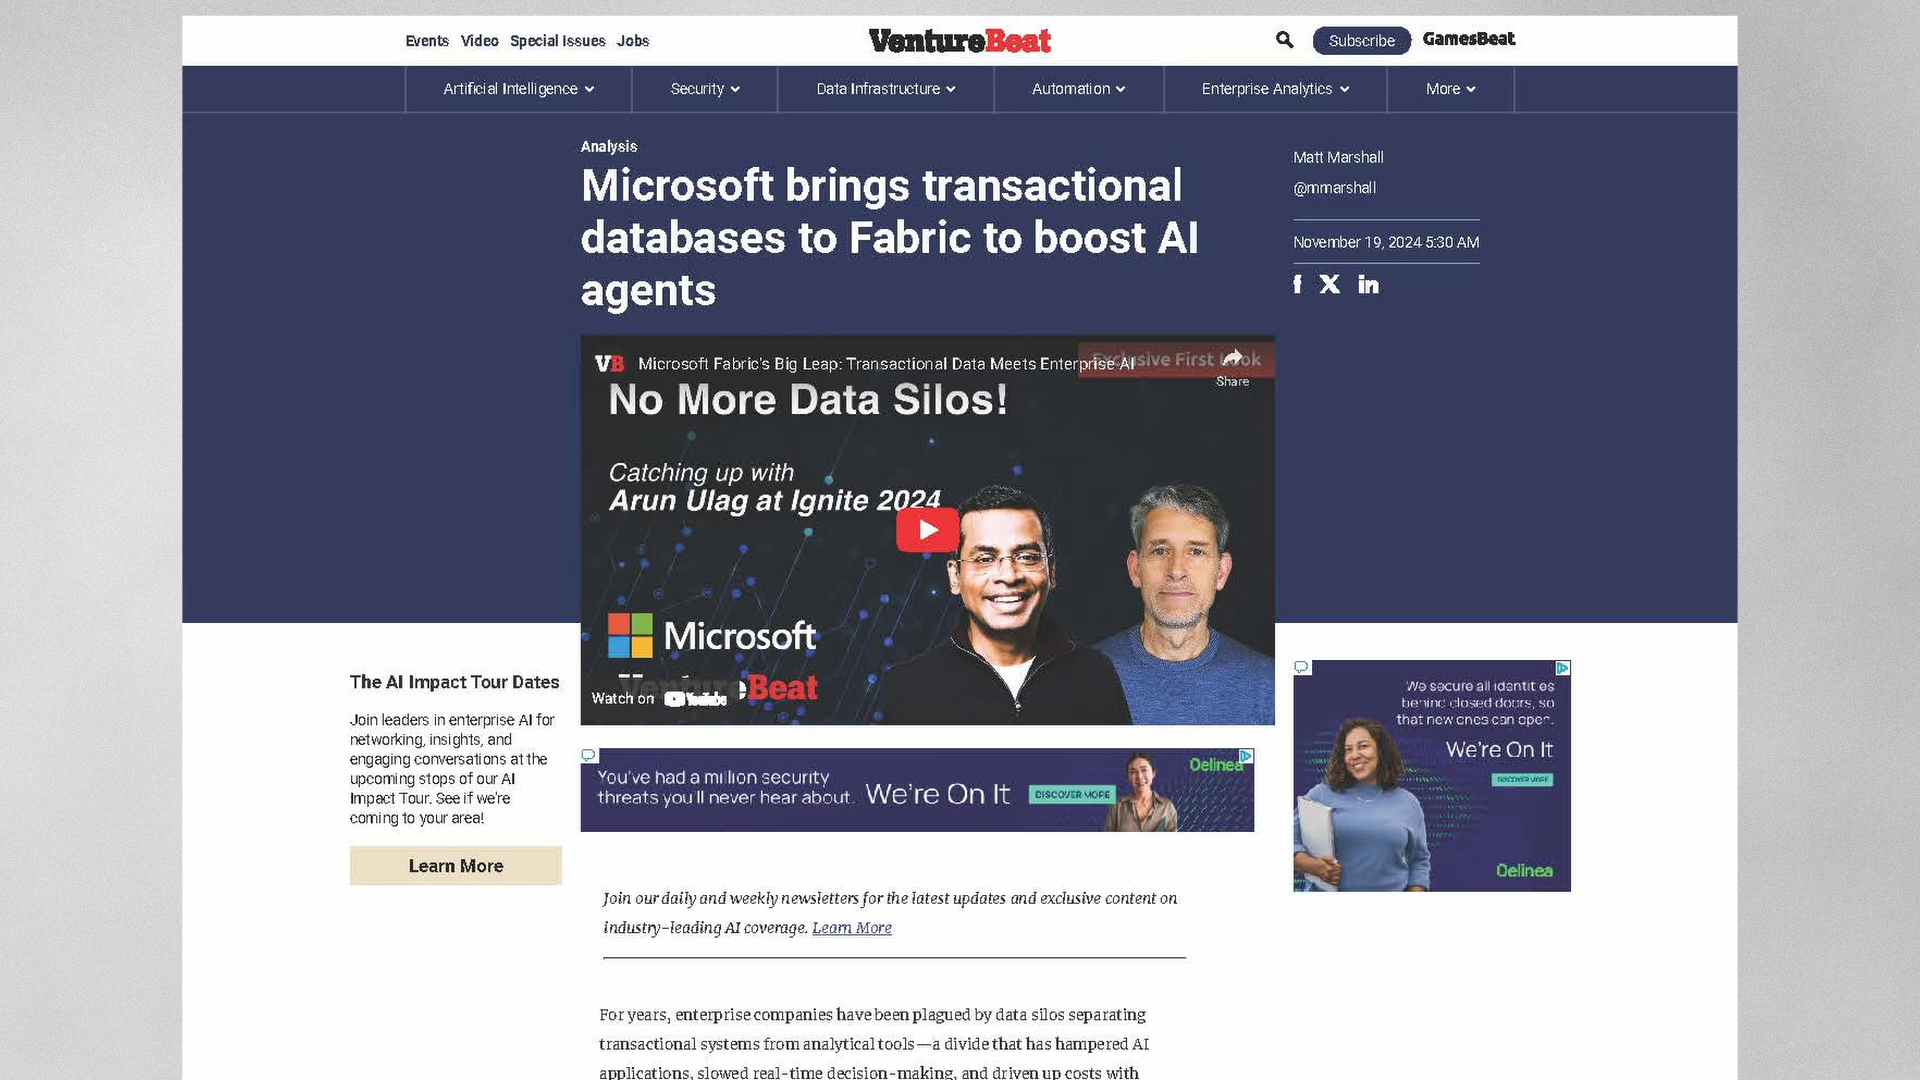 Events Video Special Issues Jobs
VentureBeat
Subscribe
GamesBeat
Artificial Intelligence
Security
Data Infrastructure
Automation
Enterprise Analytics
More
Analysis
Microsoft brings transactional
databases to Fabric to boost AI
agents
Matt Marshall
@mmarshall
November 19, 2024 5:30 AM
f X in
VB Microsoft Fabric's Big Leap: Transactional Data Meets Enterprise AI
Exclusive First Look
Share
No More Data Silos!
Catching up with
Arun Ulag at Ignite 2024
Microsoft
VentureBeat
Watch on YouTube
The AI Impact Tour Dates
Join leaders in enterprise AI for
networking, insights, and
engaging conversations at the
upcoming stops of our AI
Impact Tour. See if we're
coming to your area!
Learn More
You've had a million security
threats you'll never hear about.
We're On It
DISCOVER MORE
Delinea
We secure all identities
behind closed doors, so
that new ones can open.
We're On It
DISCOVER MORE
Delinea
Join our daily and weekly newsletters for the latest updates and exclusive content on
industry-leading AI coverage. Learn More
For years, enterprise companies have been plagued by data silos separating
transactional systems from analytical tools—a divide that has hampered AI
applications, slowed real-time decision-making, and driven up costs with